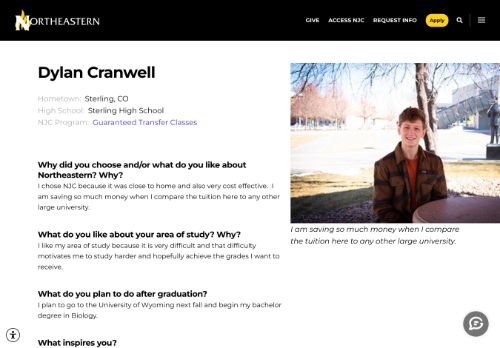 NORTHEASTERN
GIVE ACCESS NJC REQUEST INFO Apply
Dylan Cranwell
Hometown: Sterling, CO
High School: Sterling High School
NJC Program: Guaranteed Transfer Classes
Why did you choose and/or what do you like about
Northeastern? Why?
I chose NJC because it was close to home and also very cost effective. I
am saving so much money when I compare the tuition here to any other
large university.
What do you like about your area of study? Why?
I like my area of study because it is very difficult and that difficulty
motivates me to study harder and hopefully achieve the grades I want to
receive.
What do you plan to do after graduation?
I plan to go to the University of Wyoming next fall and begin my bachelor
degree in Biology.
What inspires you?
I am saving so much money when I compare
the tuition here to any other large university.